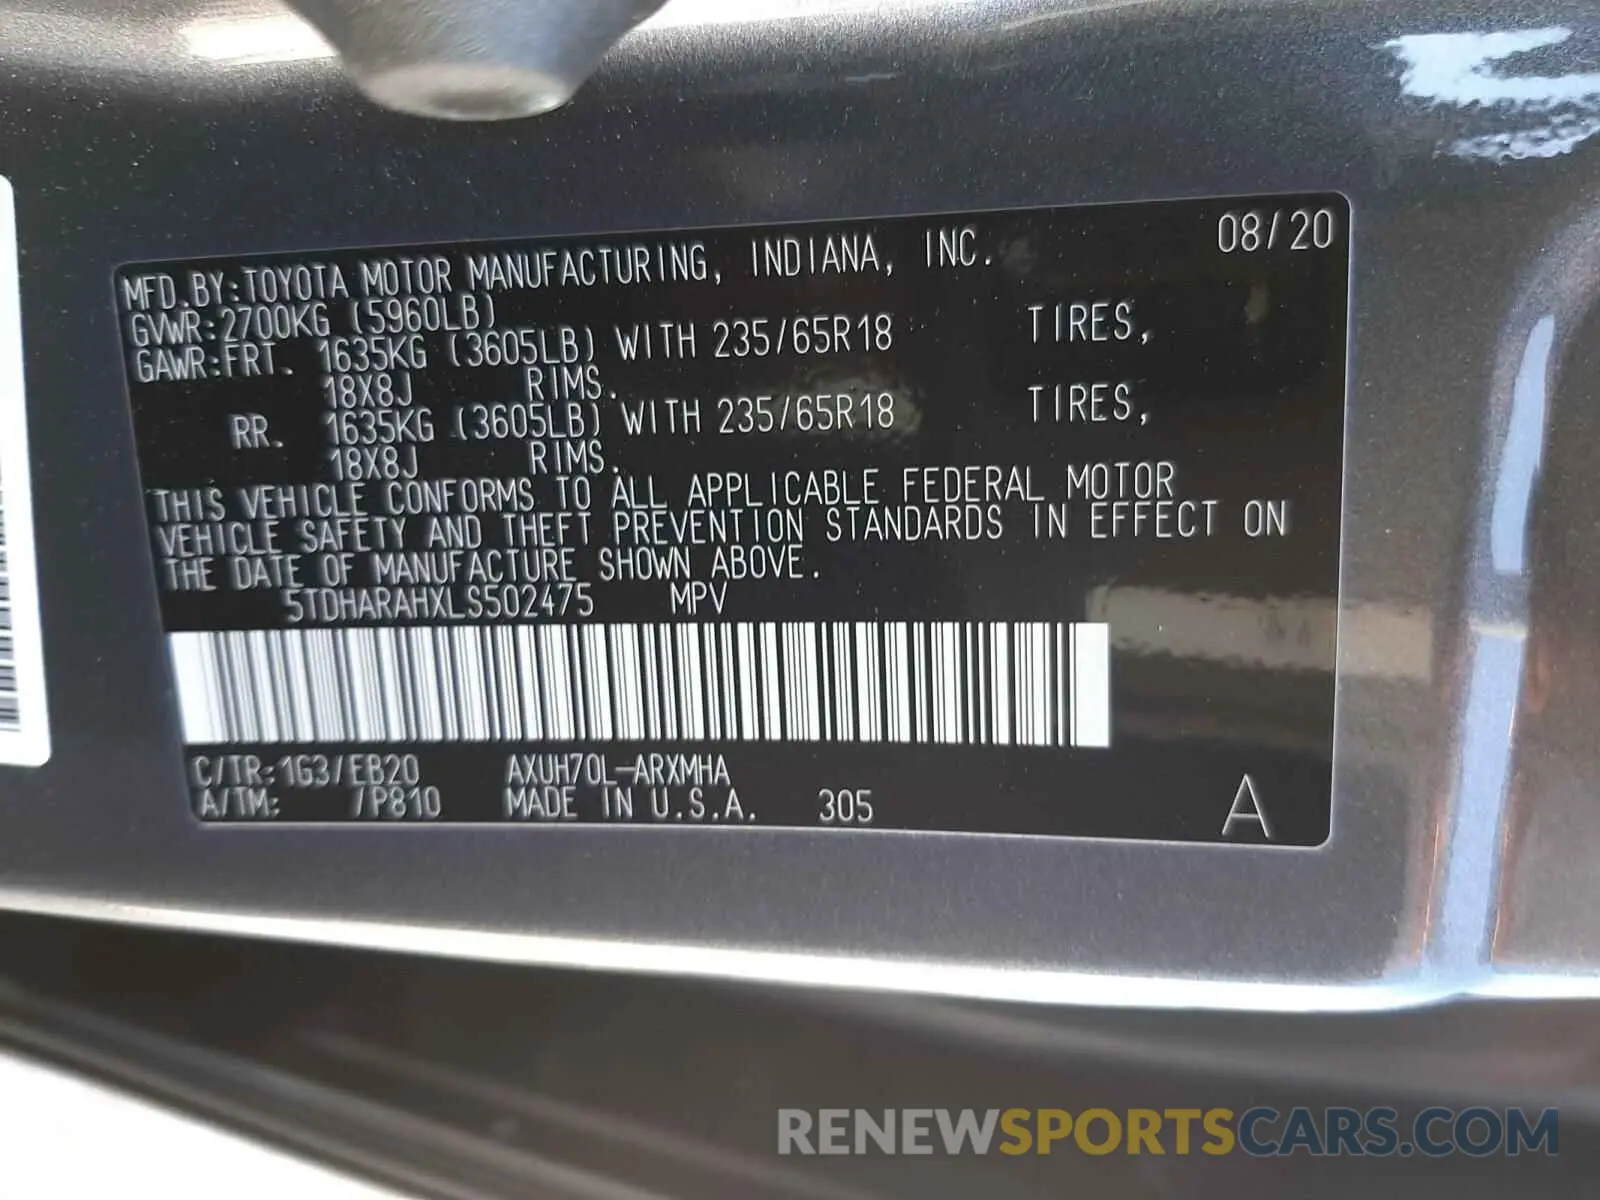 08/20
MFD.BY:TOYOTA MOTOR MANUFACTURING, INDIANA, INC.
GVWR:2700KG (5960LB)
GAWR:FRT. 1635KG (3605LB) WITH 235/65R18 TIRES,
18X8J RIMS.
RR. 1635KG (3605LB) WITH 235/65R18 TIRES,
18X8J RIMS.
THIS VEHICLE CONFORMS TO ALL APPLICABLE FEDERAL MOTOR
VEHICLE SAFETY AND THEFT PREVENTION STANDARDS IN EFFECT ON
THE DATE OF MANUFACTURE SHOWN ABOVE.
5TDHARAHXLS502475 MPV
C/TR:1G3/EB20 AXUH70L-ARXMHA
A/TM: /P810 MADE IN U.S.A. 305 A
RENEWSPORTSCARS.COM